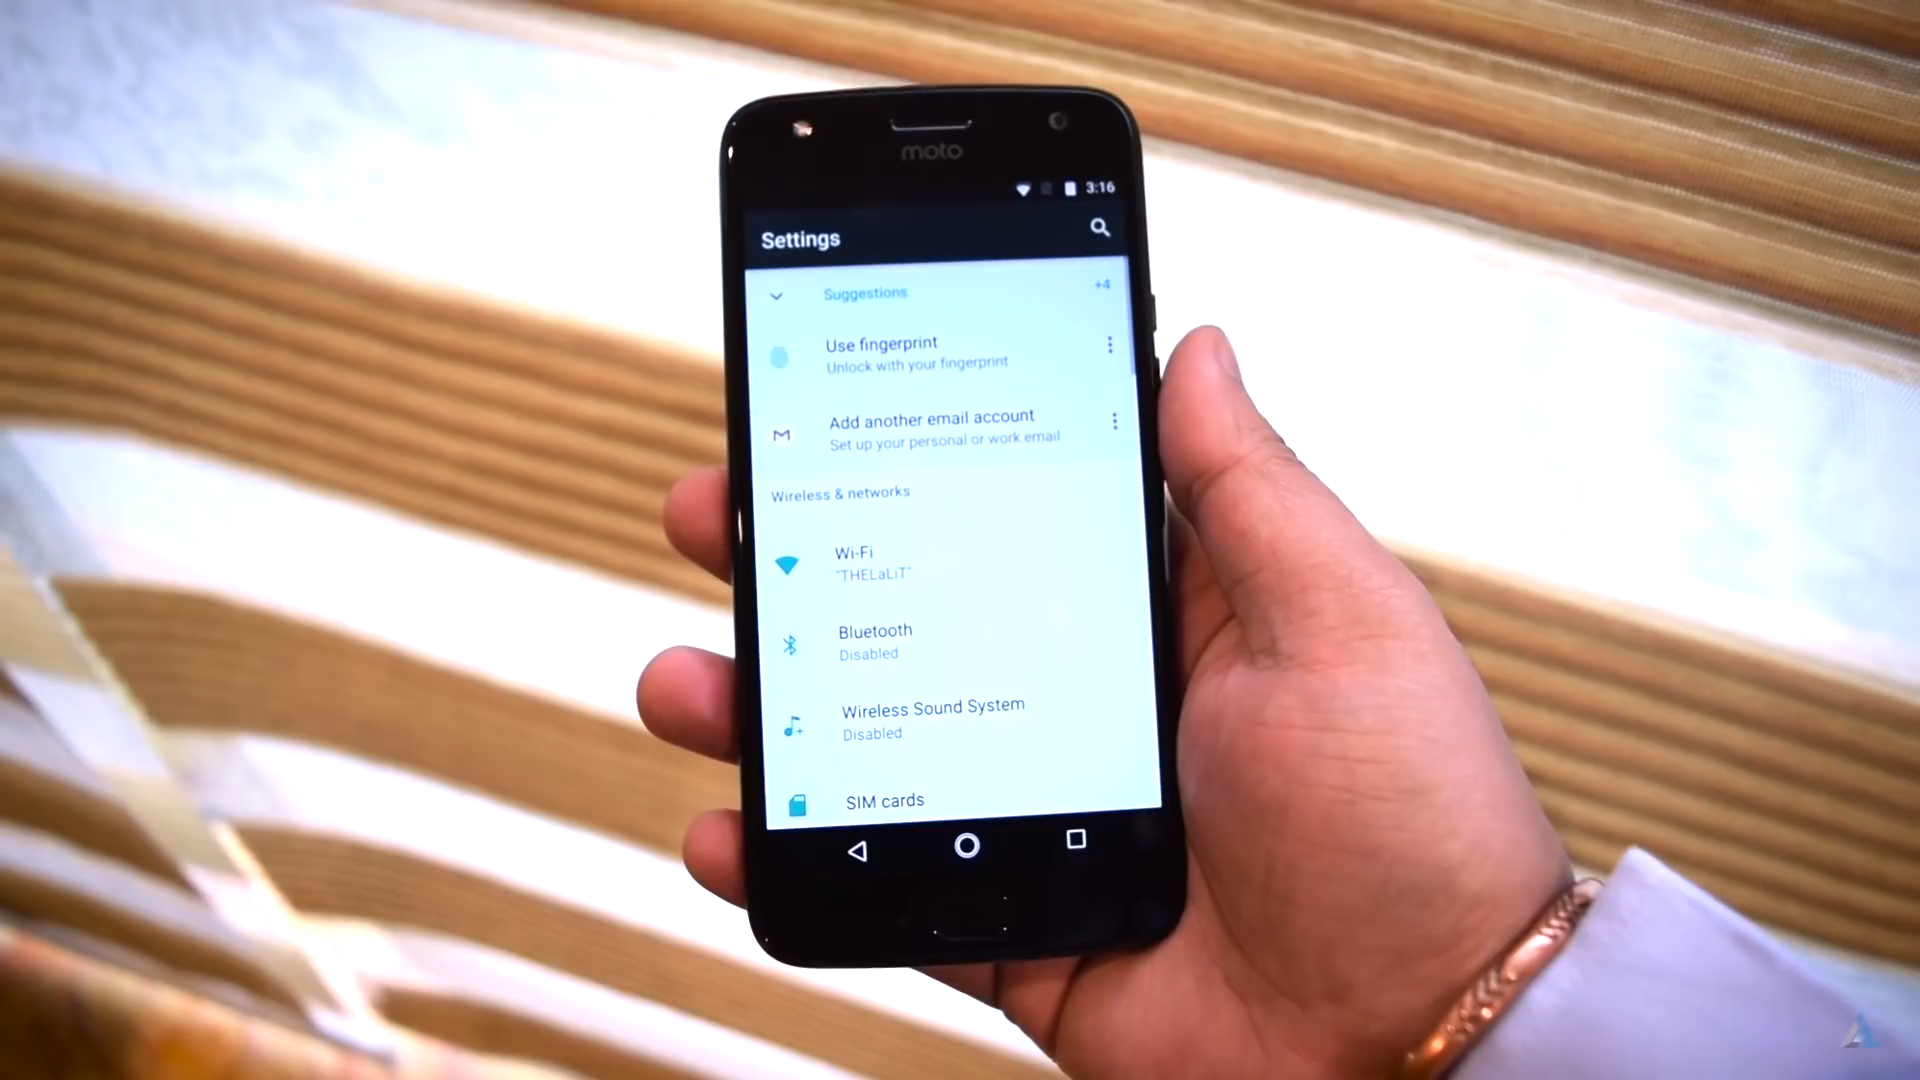 moto
3:16
Settings
Suggestions
+4
Use fingerprint
Unlock with your fingerprint
Add another email account
Set up your personal or work email
Wireless & networks
Wi-Fi
"THELaLiT"
Bluetooth
Disabled
Wireless Sound System
Disabled
SIM cards